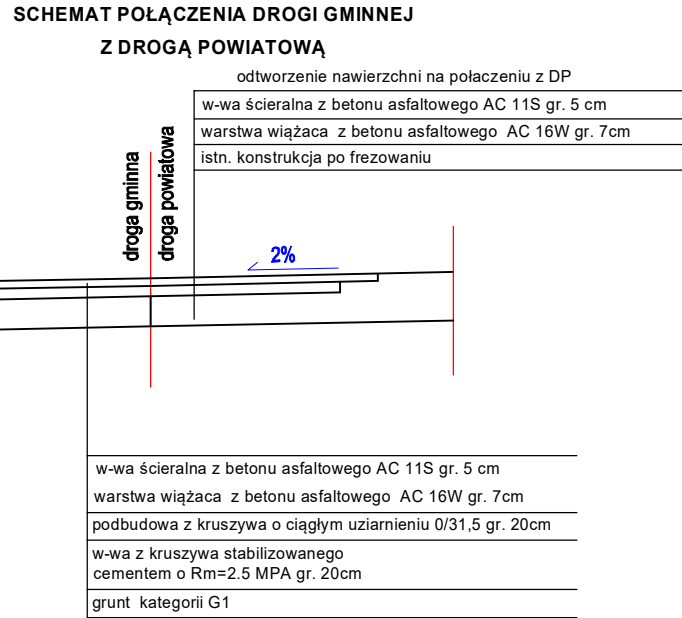 SCHEMAT POŁĄCZENIA DROGI GMINNEJ
Z DROGĄ POWIATOWĄ
odtworzenie nawierzchni na połaczeniu z DP
w-wa ścieralna z betonu asfaltowego AC 11S gr. 5 cm
warstwa wiążaca z betonu asfaltowego AC 16W gr. 7cm
istn. konstrukcja po frezowaniu
droga gminna
droga powiatowa
2%
w-wa ścieralna z betonu asfaltowego AC 11S gr. 5 cm
warstwa wiążaca z betonu asfaltowego AC 16W gr. 7cm
podbudowa z kruszywa o ciągłym uziarnieniu 0/31,5 gr. 20cm
w-wa z kruszywa stabilizowanego
cementem o Rm=2.5 MPA gr. 20cm
grunt kategorii G1